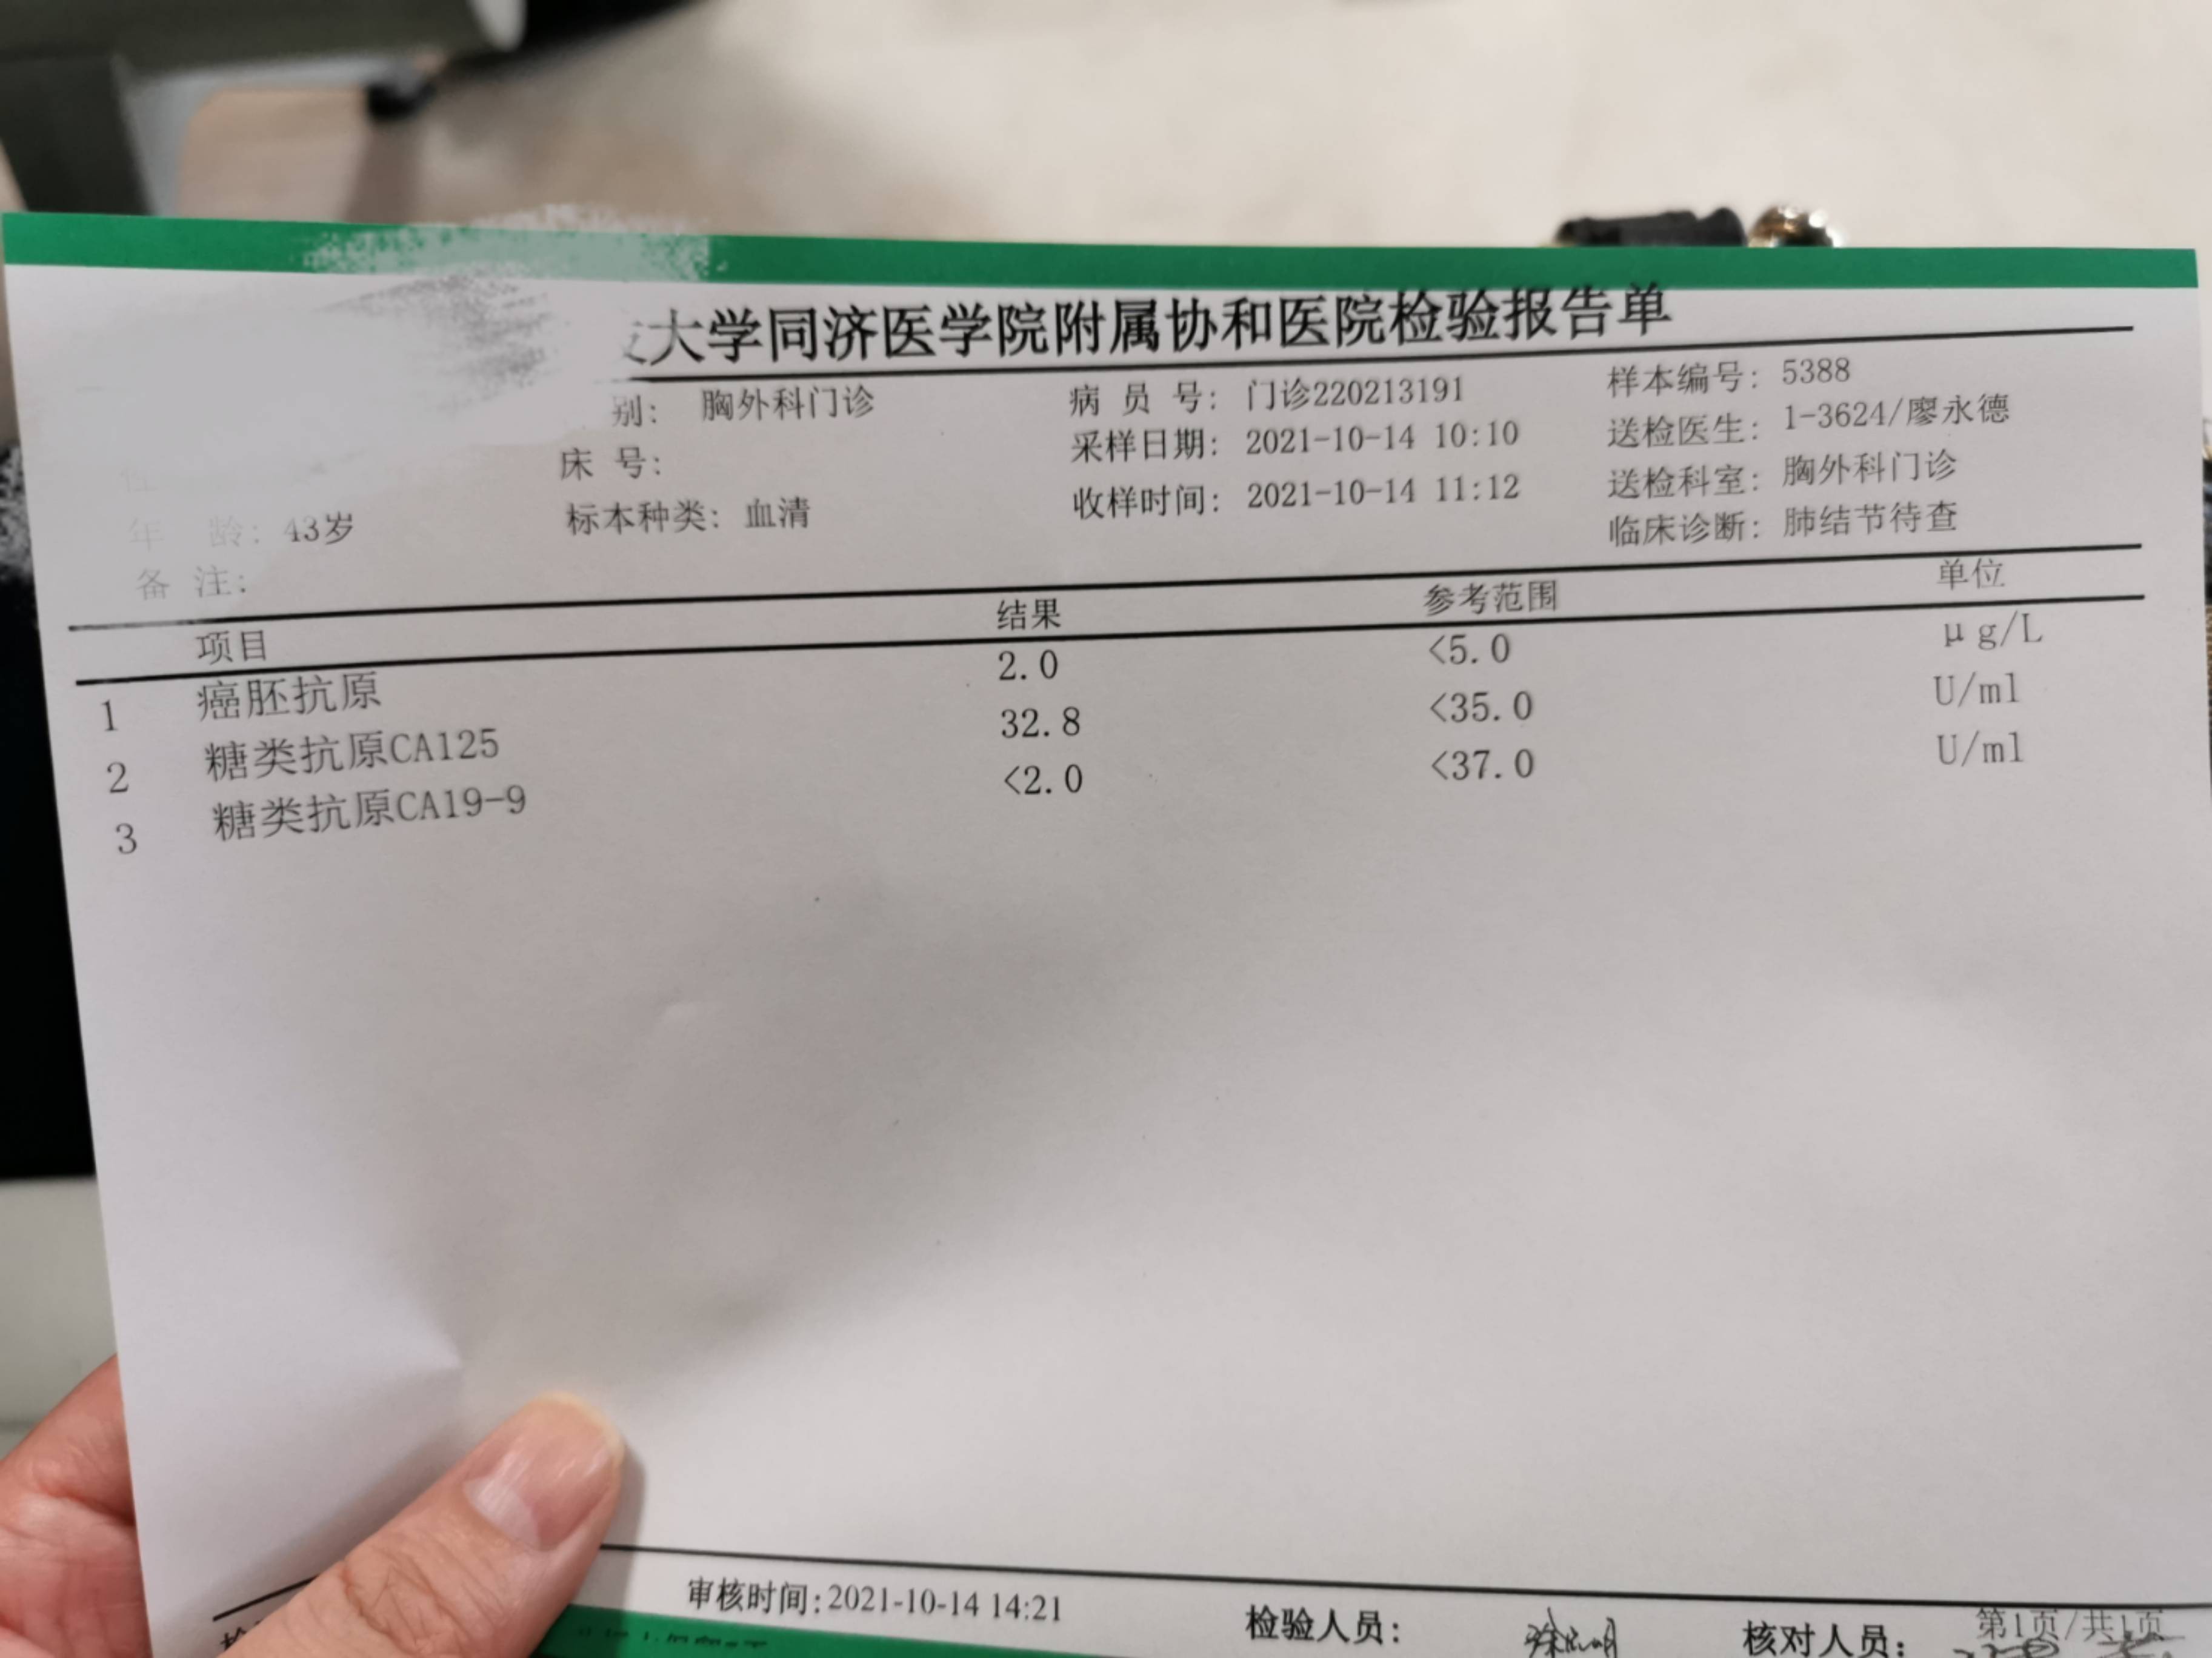 大学同济医学院附属协和医院检验报告单
别: 胸外科门诊 病员号: 门诊220213191 样本编号: 5388
床号: 采样日期: 2021-10-14 10:10 送检医生: 1-3624/廖永德
年龄: 43岁 标本种类: 血清 收样时间: 2021-10-14 11:12 送检科室: 胸外科门诊
备注: 临床诊断: 肺结节待查
项目 结果 参考范围 单位
1 癌胚抗原 2.0 <5.0 μg/L
2 糖类抗原CA125 32.8 <35.0 U/ml
3 糖类抗原CA19-9 <2.0 <37.0 U/ml
审核时间:2021-10-14 14:21 检验人员: 核对人员:
第1页/共1页